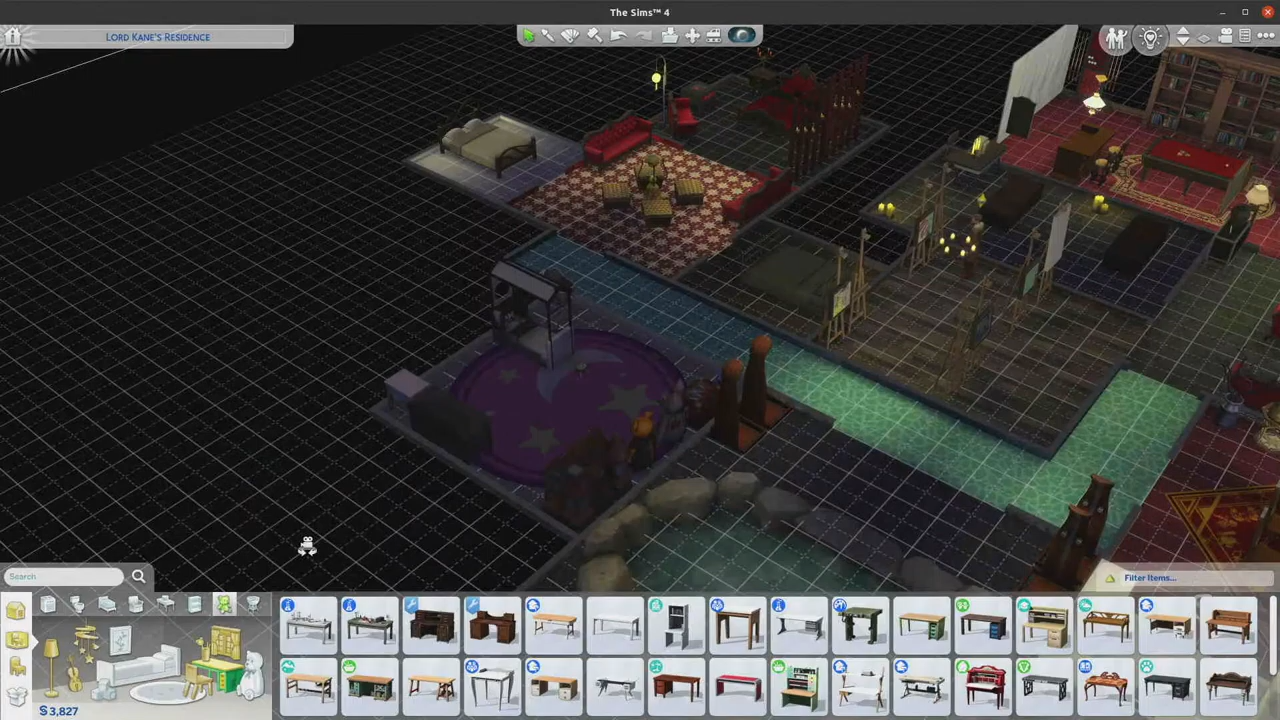 The Sims™ 4
Lord Kane's Residence
Search
Filter Items...
§3,827